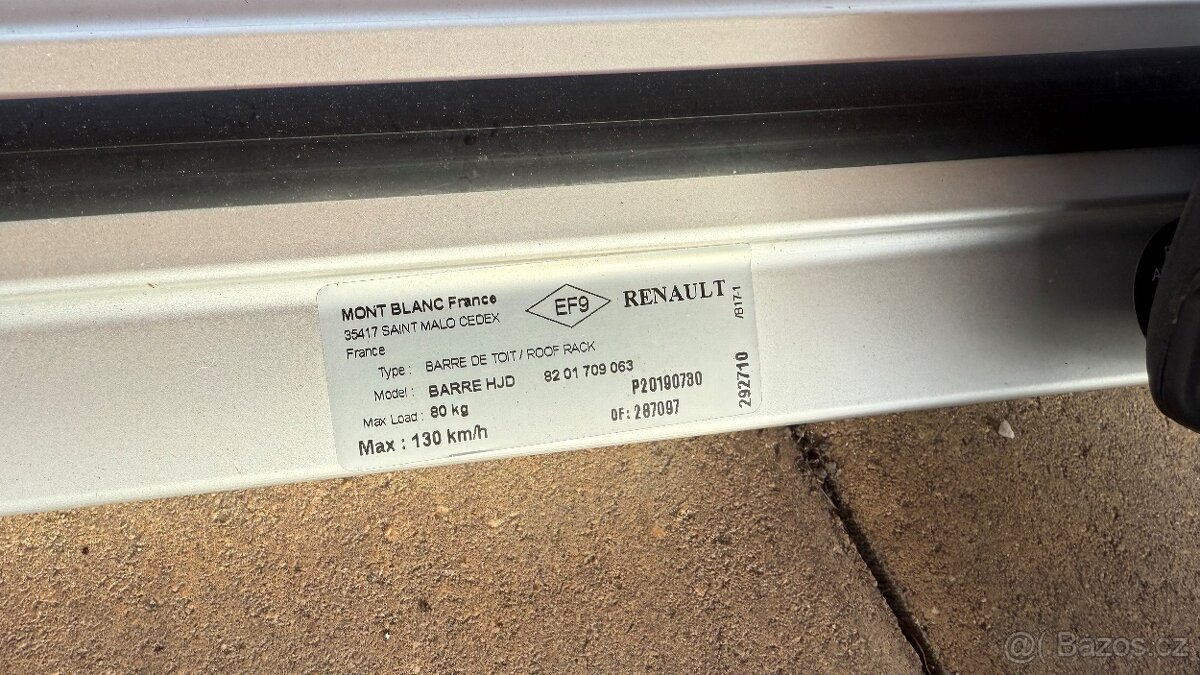 MONT BLANC France
35417 SAINT MALO CEDEX
France
EF9
RENAULT
Type : BARRE DE TOIT / ROOF RACK
Model : BARRE HJD 82 01 709 063
Max Load : 80 kg
P20190730
Max : 130 km/h
OF: 287097
292710 /B17-1
A
@( Bazos.cz